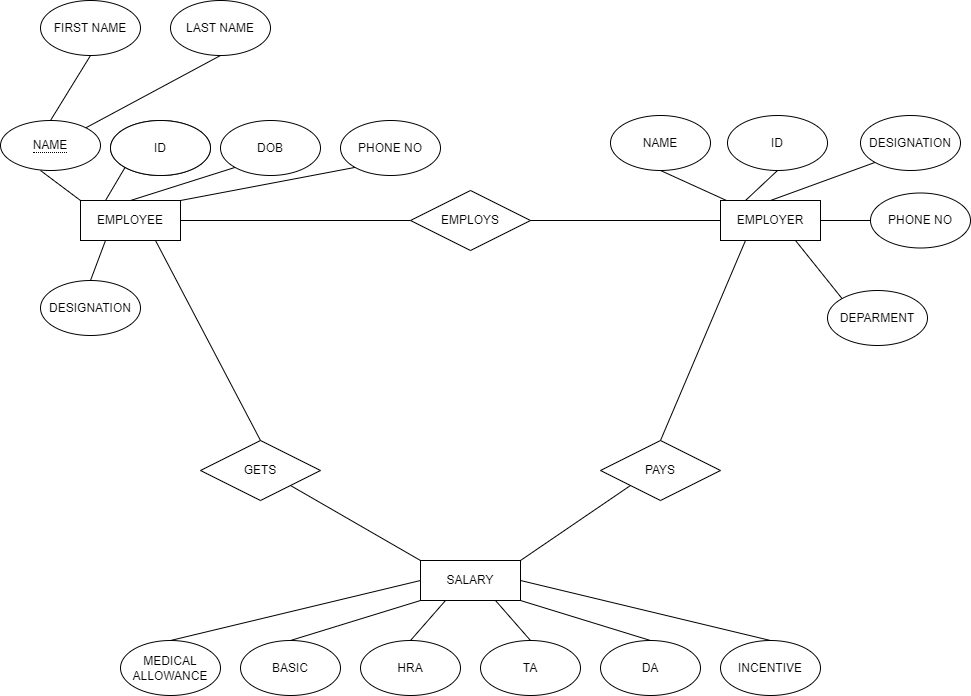 FIRST NAME
LAST NAME
NAME
ID
DOB
PHONE NO
NAME
ID
DESIGNATION
EMPLOYEE
EMPLOYS
EMPLOYER
PHONE NO
DESIGNATION
DEPARMENT
GETS
PAYS
SALARY
MEDICAL
ALLOWANCE
BASIC
HRA
TA
DA
INCENTIVE